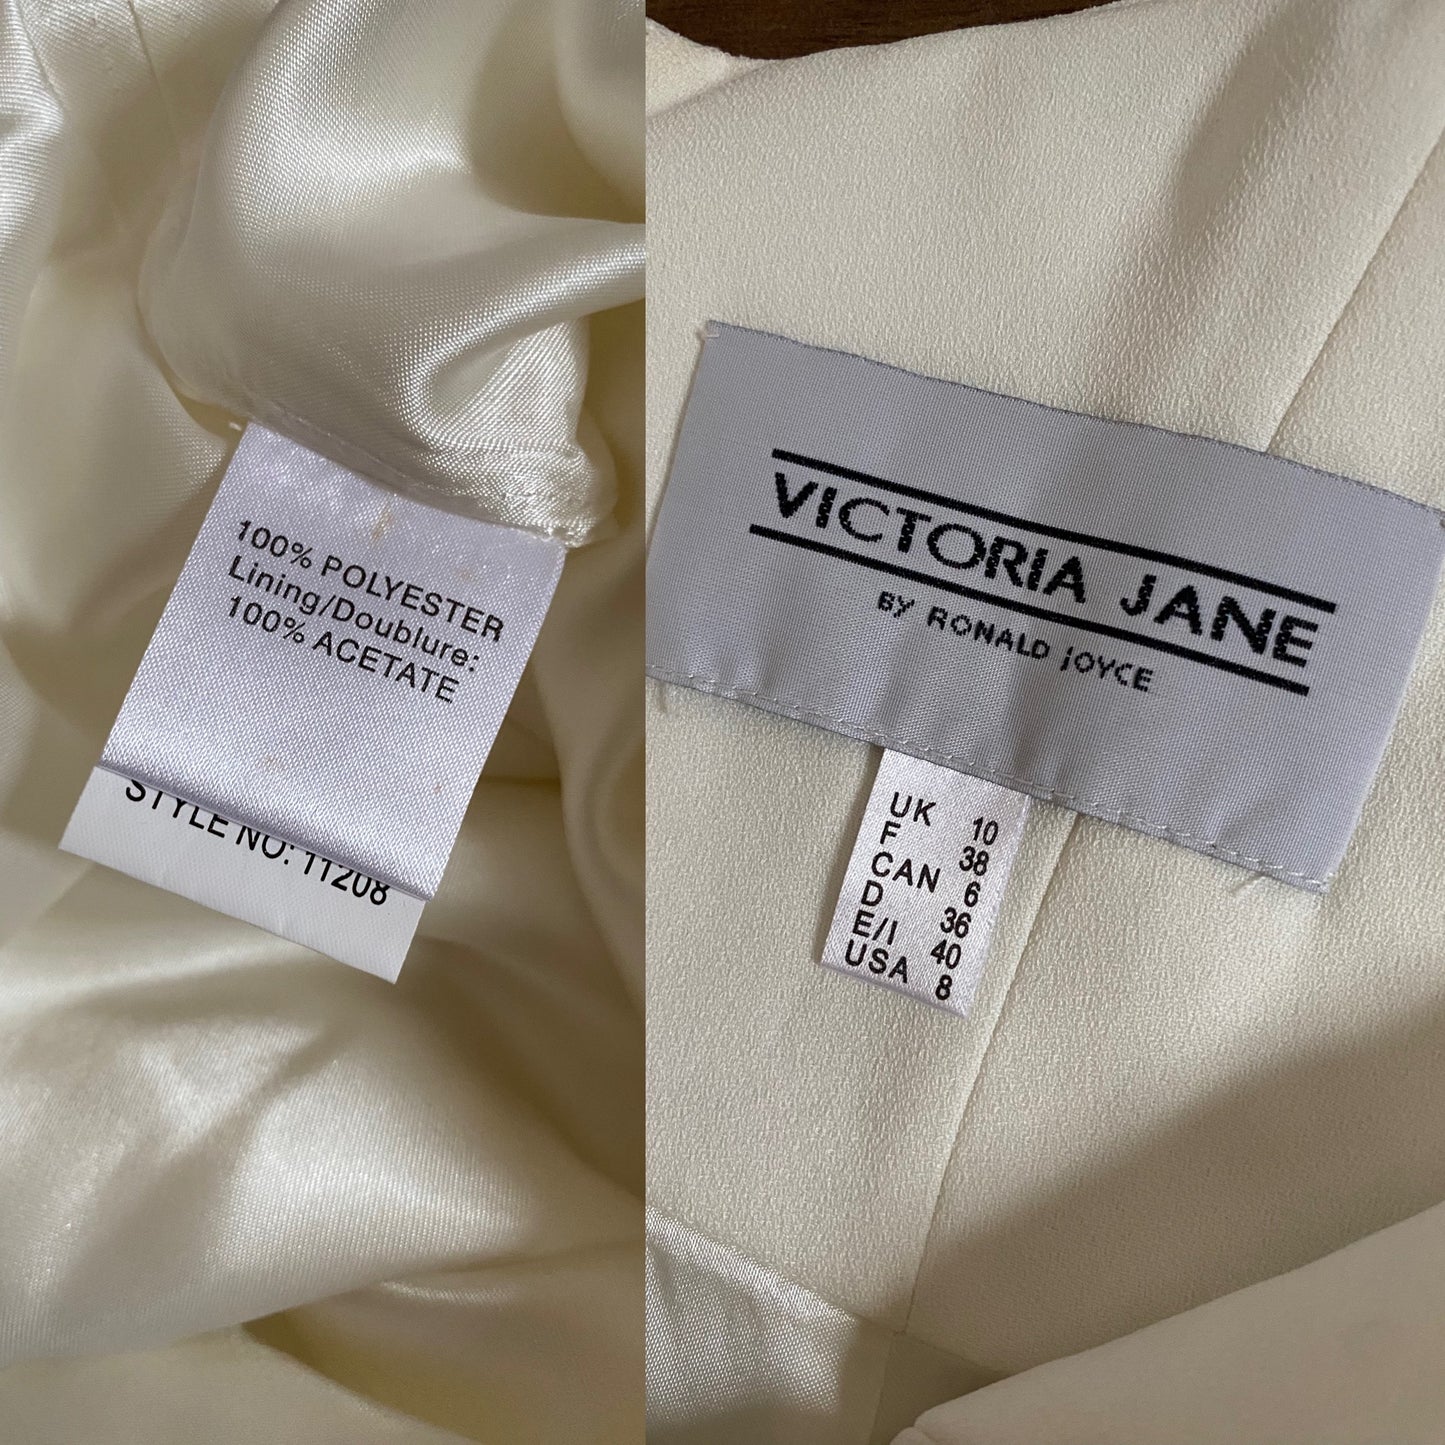 100% POLYESTER
Lining/Doublure:
100% ACETATE
STYLE NO: 11208
VICTORIA JANE
BY RONALD JOYCE
UK 10
F 38
CAN 6
D 36
E/I 40
USA 8